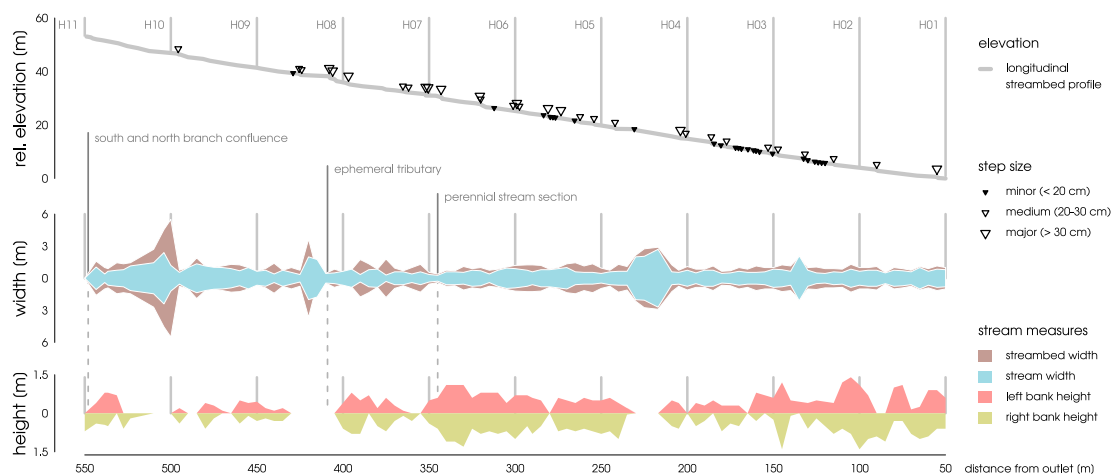 60
H11
H10
H09
H08
H07
H06
H05
H04
H03
H02
H01
40
20
0
rel. elevation (m)
elevation
longitudinal
streambed profile
south and north branch confluence
ephemeral tributary
perennial stream section
step size
minor (< 20 cm)
medium (20-30 cm)
major (> 30 cm)
6
3
0
3
6
width (m)
stream measures
streambed width
stream width
left bank height
right bank height
1.5
0
1.5
height (m)
550
500
450
400
350
300
250
200
150
100
50
distance from outlet (m)